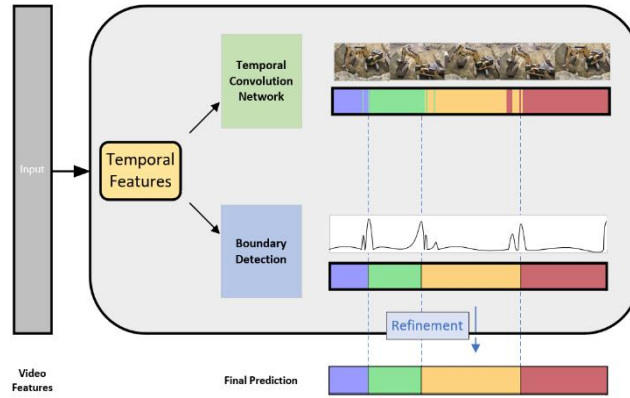 Input
Temporal
Features
Temporal
Convolution
Network
Boundary
Detection
Refinement
Video
Features
Final Prediction